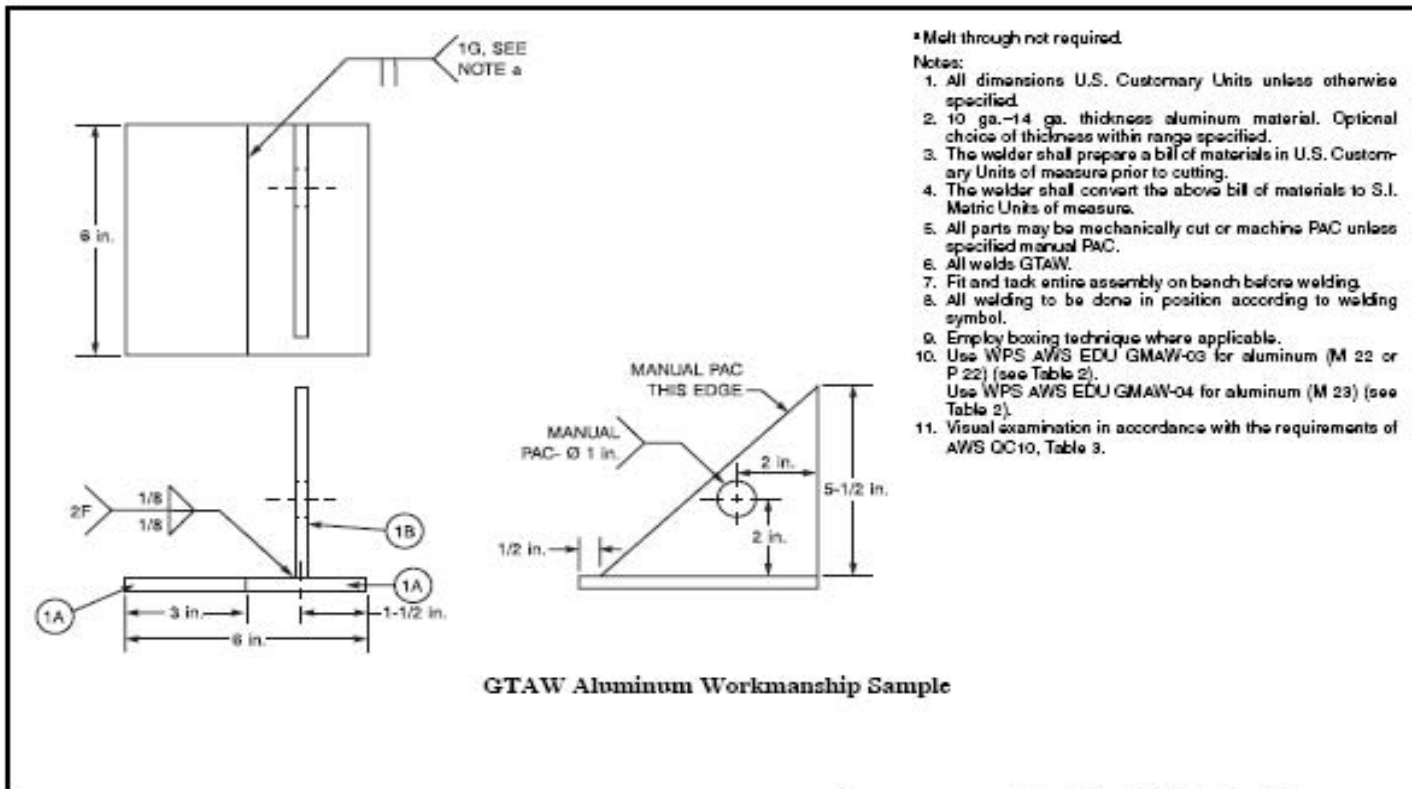 1G, SEE
NOTE a
6 in.
2F
1/8
1/8
1B
1A
1A
3 in.
1-1/2 in.
6 in.
MANUAL PAC
THIS EDGE
MANUAL
PAC- Ø 1 in.
2 in.
5-1/2 in.
2 in.
1/2 in.
a Melt through not required.
Notes:
1. All dimensions U.S. Customary Units unless otherwise
specified.
2. 10 ga.–14 ga. thickness aluminum material. Optional
choice of thickness within range specified.
3. The welder shall prepare a bill of materials in U.S. Custom-
ary Units of measure prior to cutting.
4. The welder shall convert the above bill of materials to S.I.
Metric Units of measure.
5. All parts may be mechanically cut or machine PAC unless
specified manual PAC.
6. All welds GTAW.
7. Fit and tack entire assembly on bench before welding.
8. All welding to be done in position according to welding
symbol.
9. Employ boxing technique where applicable.
10. Use WPS AWS EDU GMAW-03 for aluminum (M 22 or
P 22) (see Table 2).
Use WPS AWS EDU GMAW-04 for aluminum (M 23) (see
Table 2).
11. Visual examination in accordance with the requirements of
AWS QC10, Table 3.
GTAW Aluminum Workmanship Sample